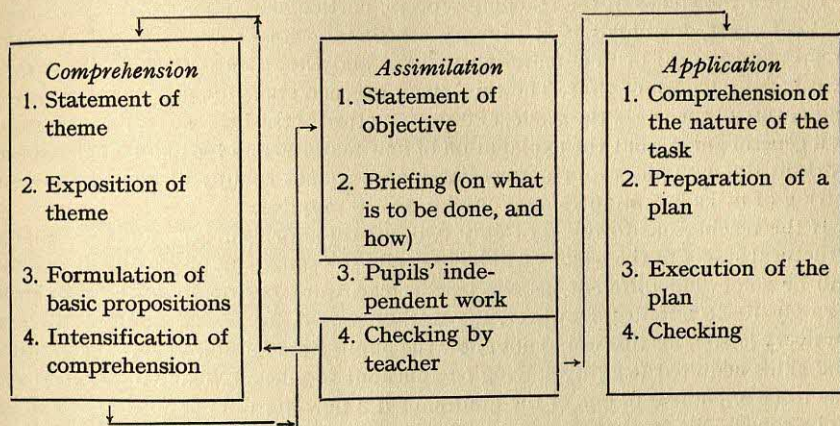 Comprehension
1. Statement of
theme
2. Exposition of
theme
3. Formulation of
basic propositions
4. Intensification of
comprehension
Assimilation
1. Statement of
objective
2. Briefing (on what
is to be done, and
how)
3. Pupils' inde-
pendent work
4. Checking by
teacher
Application
1. Comprehension of
the nature of the
task
2. Preparation of a
plan
3. Execution of the
plan
4. Checking